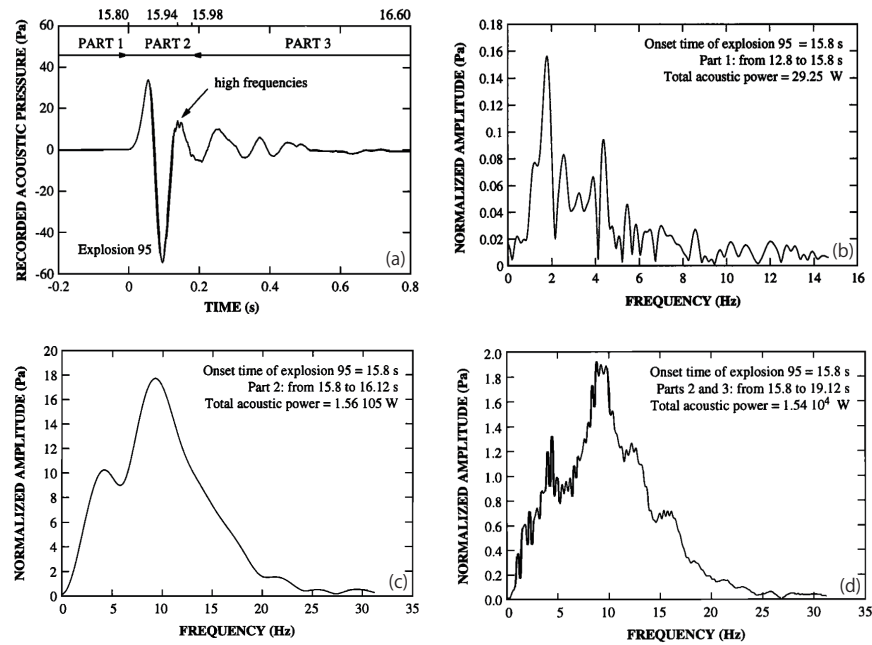 15.80 15.94 15.98 16.60
60
40
20
0
-20
-40
-60
RECORDED ACOUSTIC PRESSURE (Pa)
PART 1 PART 2 PART 3
high frequencies
Explosion 95
(a)
-0.2 0 0.2 0.4 0.6 0.8
TIME (s)
0.18
0.16
0.14
0.12
0.1
0.08
0.06
0.04
0.02
0
NORMALIZED AMPLITUDE (Pa)
Onset time of explosion 95 = 15.8 s
Part 1: from 12.8 to 15.8 s
Total acoustic power = 29.25 W
(b)
0 2 4 6 8 10 12 14 16
FREQUENCY (Hz)
20
18
16
14
12
10
8
6
4
2
0
NORMALIZED AMPLITUDE (Pa)
Onset time of explosion 95 = 15.8 s
Part 2: from 15.8 to 16.12 s
Total acoustic power = 1.56 105 W
(c)
0 5 10 15 20 25 30 35
FREQUENCY (Hz)
2.0
1.8
1.6
1.4
1.2
1.0
0.8
0.6
0.4
0.2
0.0
NORMALIZED AMPLITUDE (Pa)
Onset time of explosion 95 = 15.8 s
Parts 2 and 3: from 15.8 to 19.12 s
Total acoustic power = 1.54 10⁴ W
(d)
0 5 10 15 20 25 30 35
FREQUENCY (Hz)